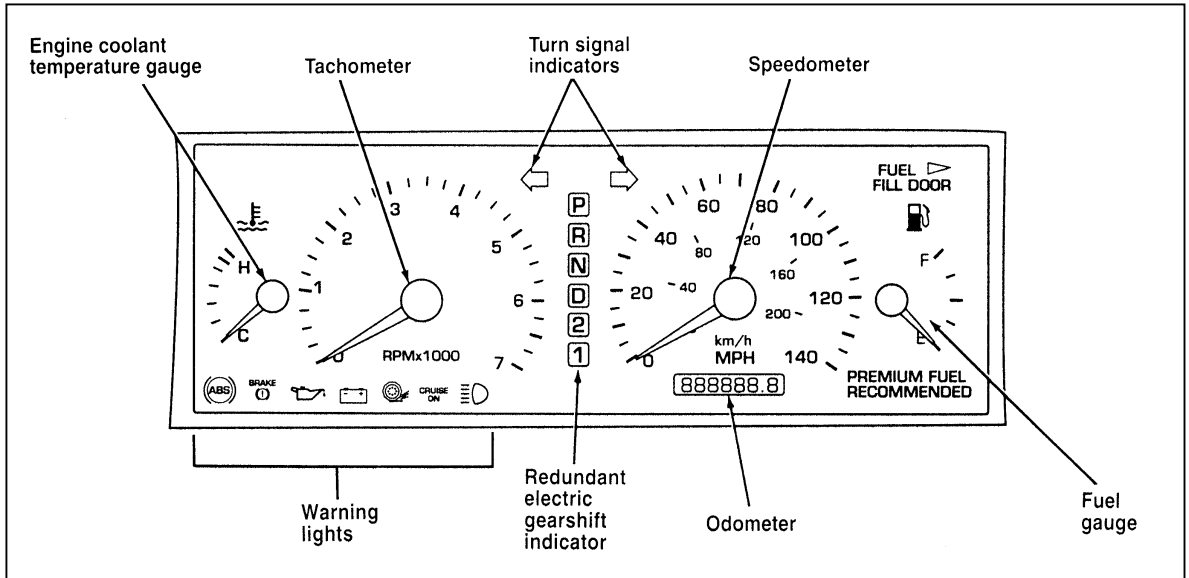 Engine coolant
temperature gauge
Tachometer
Turn signal
indicators
Speedometer
FUEL
FILL DOOR
H
C
0
1
2
3
4
5
6
7
RPMx1000
P
R
N
D
2
1
0
20
40
60
80
100
120
140
40
80
120
160
200
km/h
MPH
888888.8
F
E
PREMIUM FUEL
RECOMMENDED
ABS
BRAKE
(!)
- +
CRUISE
ON
Warning
lights
Redundant
electric
gearshift
indicator
Odometer
Fuel
gauge